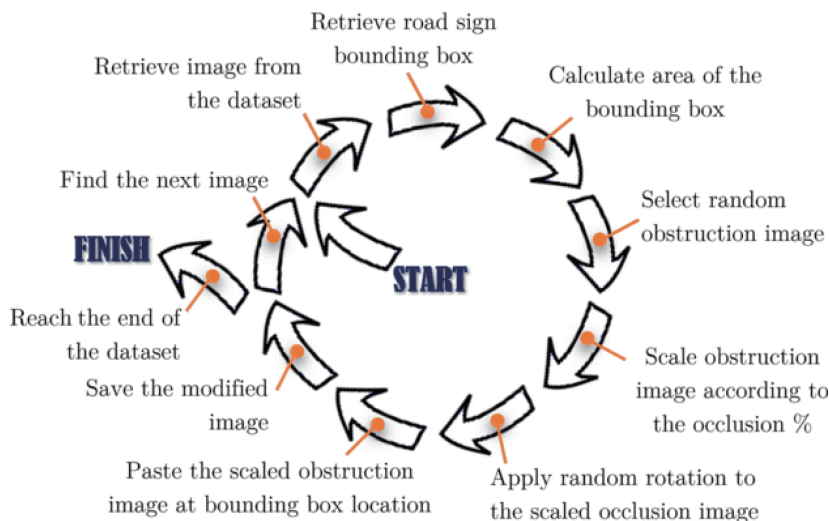 Retrieve road sign
bounding box
Retrieve image from
the dataset
Calculate area of the
bounding box
Find the next image
Select random
obstruction image
FINISH
START
Reach the end of
the dataset
Scale obstruction
image according to
the occlusion %
Save the modified
image
Paste the scaled obstruction
image at bounding box location
Apply random rotation to
the scaled occlusion image